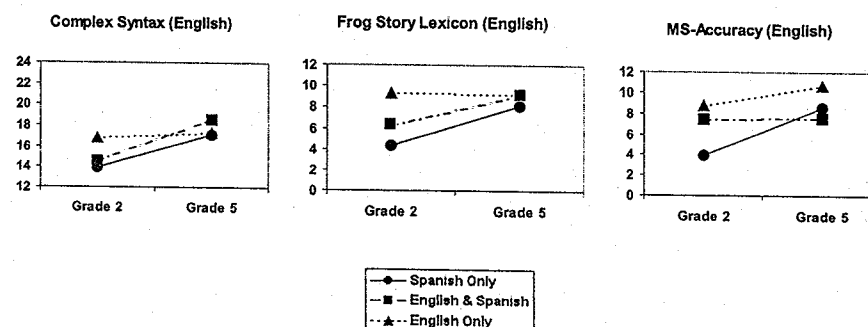 Complex Syntax (English)
24
22
20
18
16
14
12
Grade 2 Grade 5
Frog Story Lexicon (English)
12
10
8
6
4
2
0
Grade 2 Grade 5
MS-Accuracy (English)
12
10
8
6
4
2
0
Grade 2 Grade 5
Spanish Only
English & Spanish
English Only